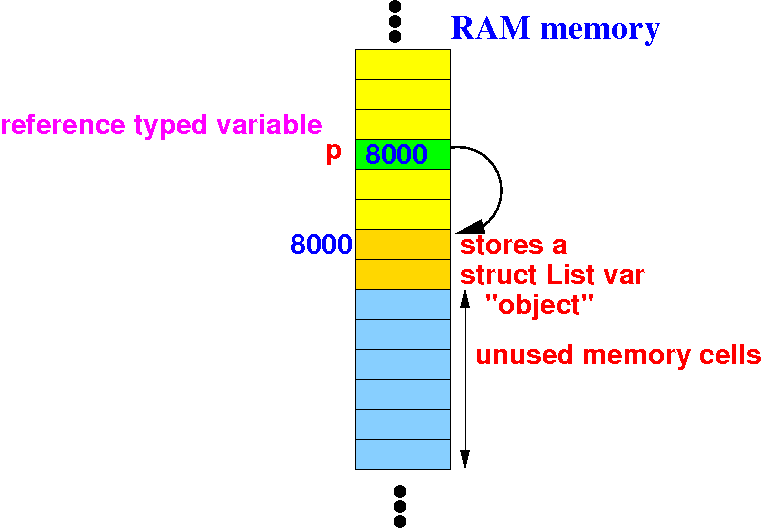 RAM memory
reference typed variable
p
8000
8000
stores a
struct List var
"object"
unused memory cells